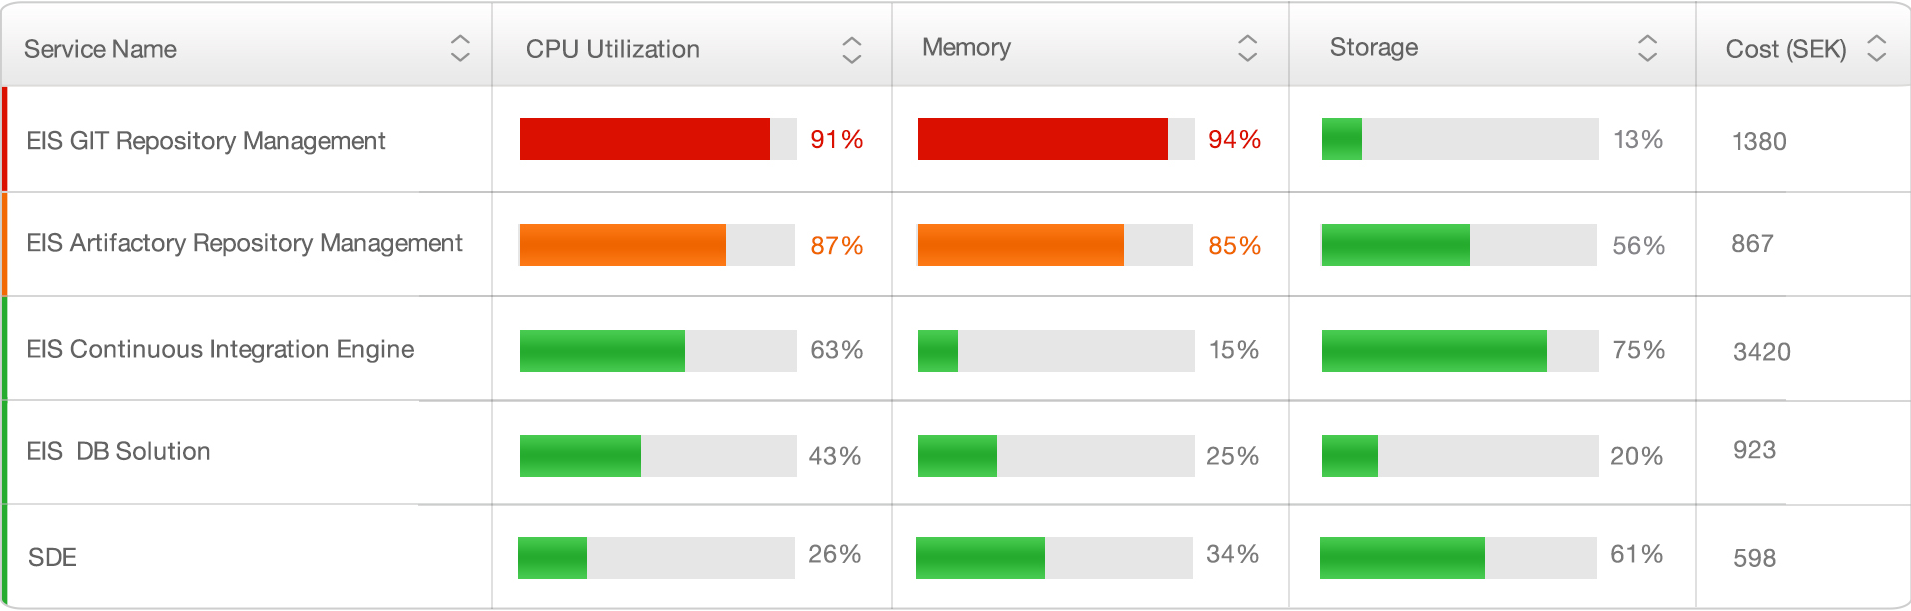 Service Name CPU Utilization Memory Storage Cost (SEK)
EIS GIT Repository Management 91% 94% 13% 1380
EIS Artifactory Repository Management 87% 85% 56% 867
EIS Continuous Integration Engine 63% 15% 75% 3420
EIS DB Solution 43% 25% 20% 923
SDE 26% 34% 61% 598